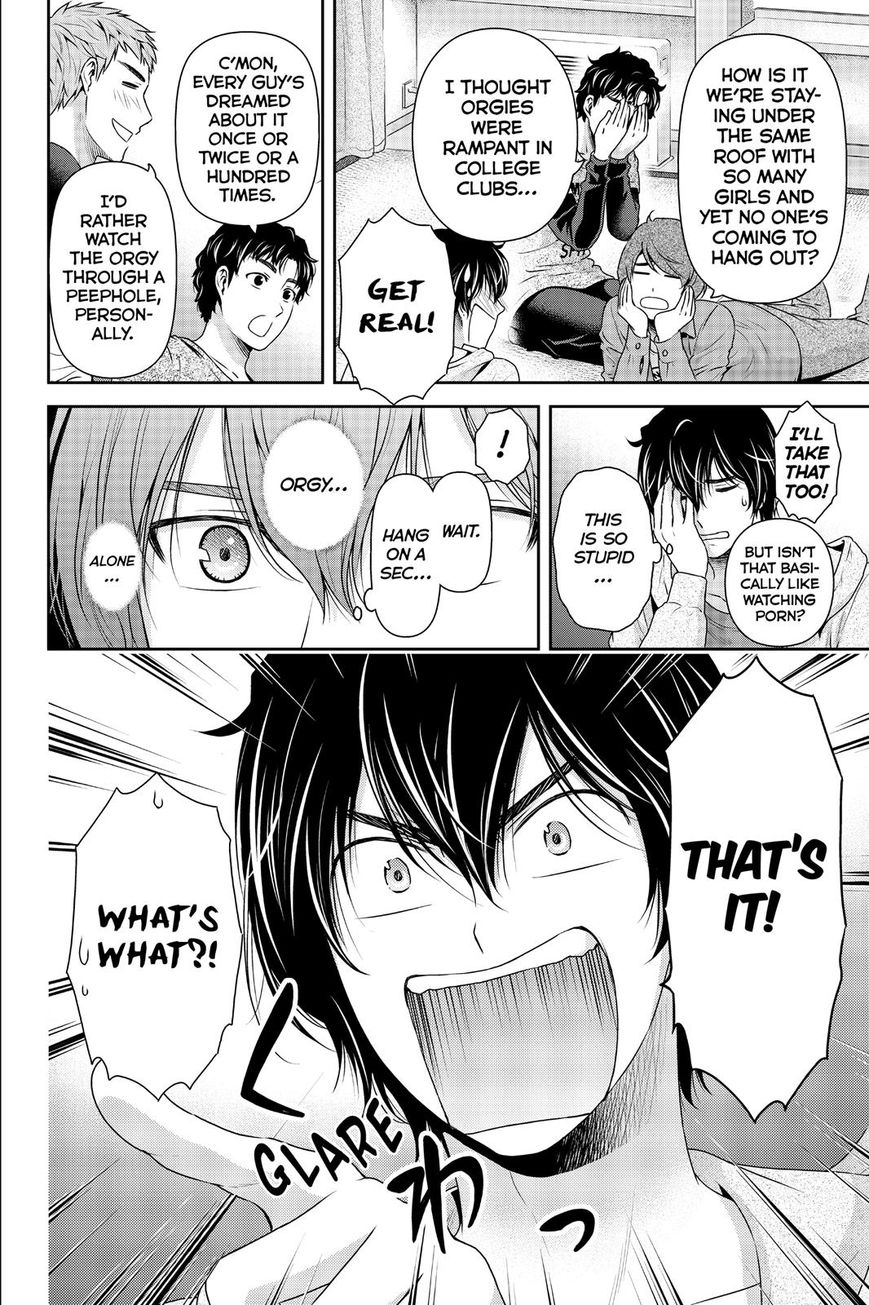 HOW IS IT
WE'RE STAY-
ING UNDER
THE SAME
ROOF WITH
SO MANY
GIRLS AND
YET NO ONE'S
COMING TO
HANG OUT?
I THOUGHT
ORGIES
WERE
RAMPANT IN
COLLEGE
CLUBS...
GET
REAL!
C'MON,
EVERY GUY'S
DREAMED
ABOUT IT
ONCE OR
TWICE OR A
HUNDRED
TIMES.
I'D
RATHER
WATCH
THE ORGY
THROUGH A
PEEPHOLE,
PERSON-
ALLY.
I'LL
TAKE
THAT
TOO!
BUT ISN'T
THAT BASI-
CALLY LIKE
WATCHING
PORN?
THIS
IS SO
STUPID
...
!
WAIT.
HANG
ON A
SEC...
ORGY...
ALONE
...
THAT'S
IT!
WHAT'S
WHAT?!
くわっ
GLARE